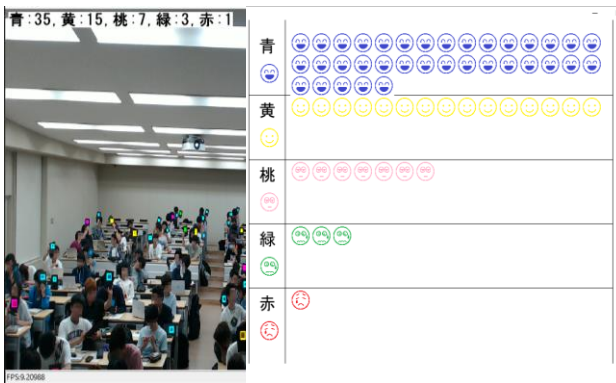 青:35, 黄:15, 桃:7, 緑:3, 赤:1
青
黄
桃
緑
赤
FPS:9.20988